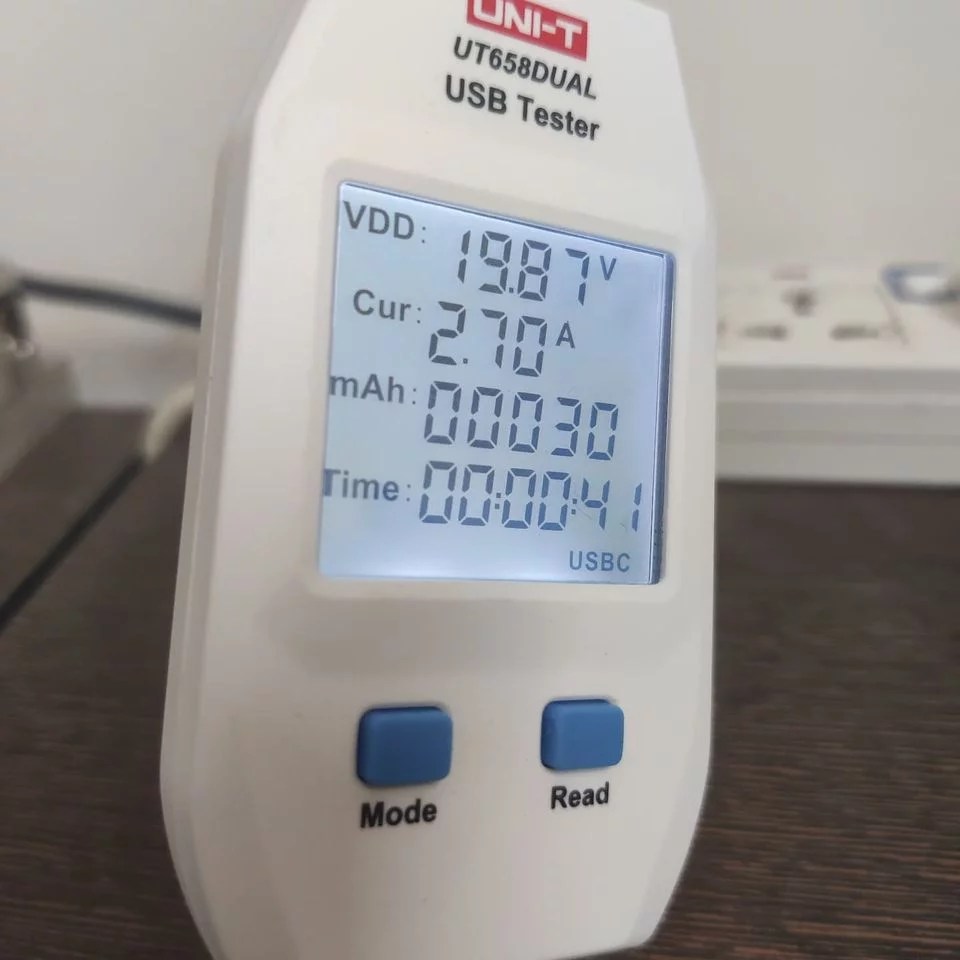 UNI-T
UT658DUAL
USB Tester
VDD: 19.87 V
Cur: 2.70 A
mAh: 00030
Time: 00:00:41
USBC
Mode
Read